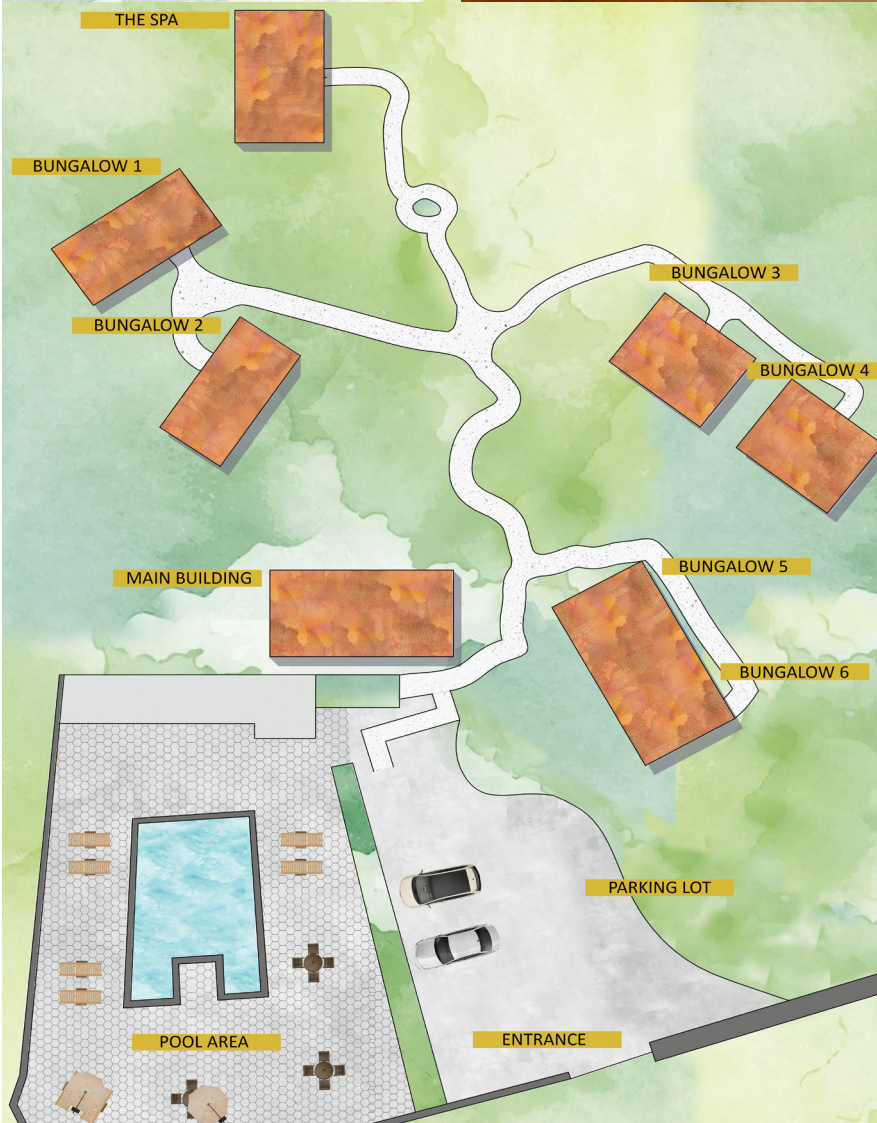 THE SPA
BUNGALOW 1
BUNGALOW 3
BUNGALOW 2
BUNGALOW 4
BUNGALOW 5
MAIN BUILDING
BUNGALOW 6
PARKING LOT
ENTRANCE
POOL AREA